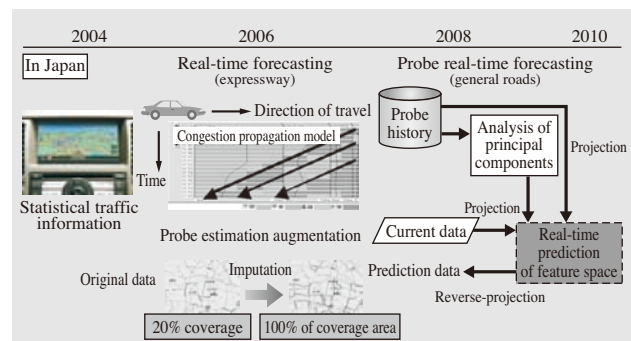 2004 2006 2008 2010
In Japan
Real-time forecasting
(expressway)
Probe real-time forecasting
(general roads)
Direction of travel
Congestion propagation model
Time
Statistical traffic
information
Probe estimation augmentation
Original data
Imputation
20% coverage
100% of coverage area
Probe
history
Analysis of
principal
components
Projection
Projection
Current data
Real-time
prediction
of feature space
Prediction data
Reverse-projection